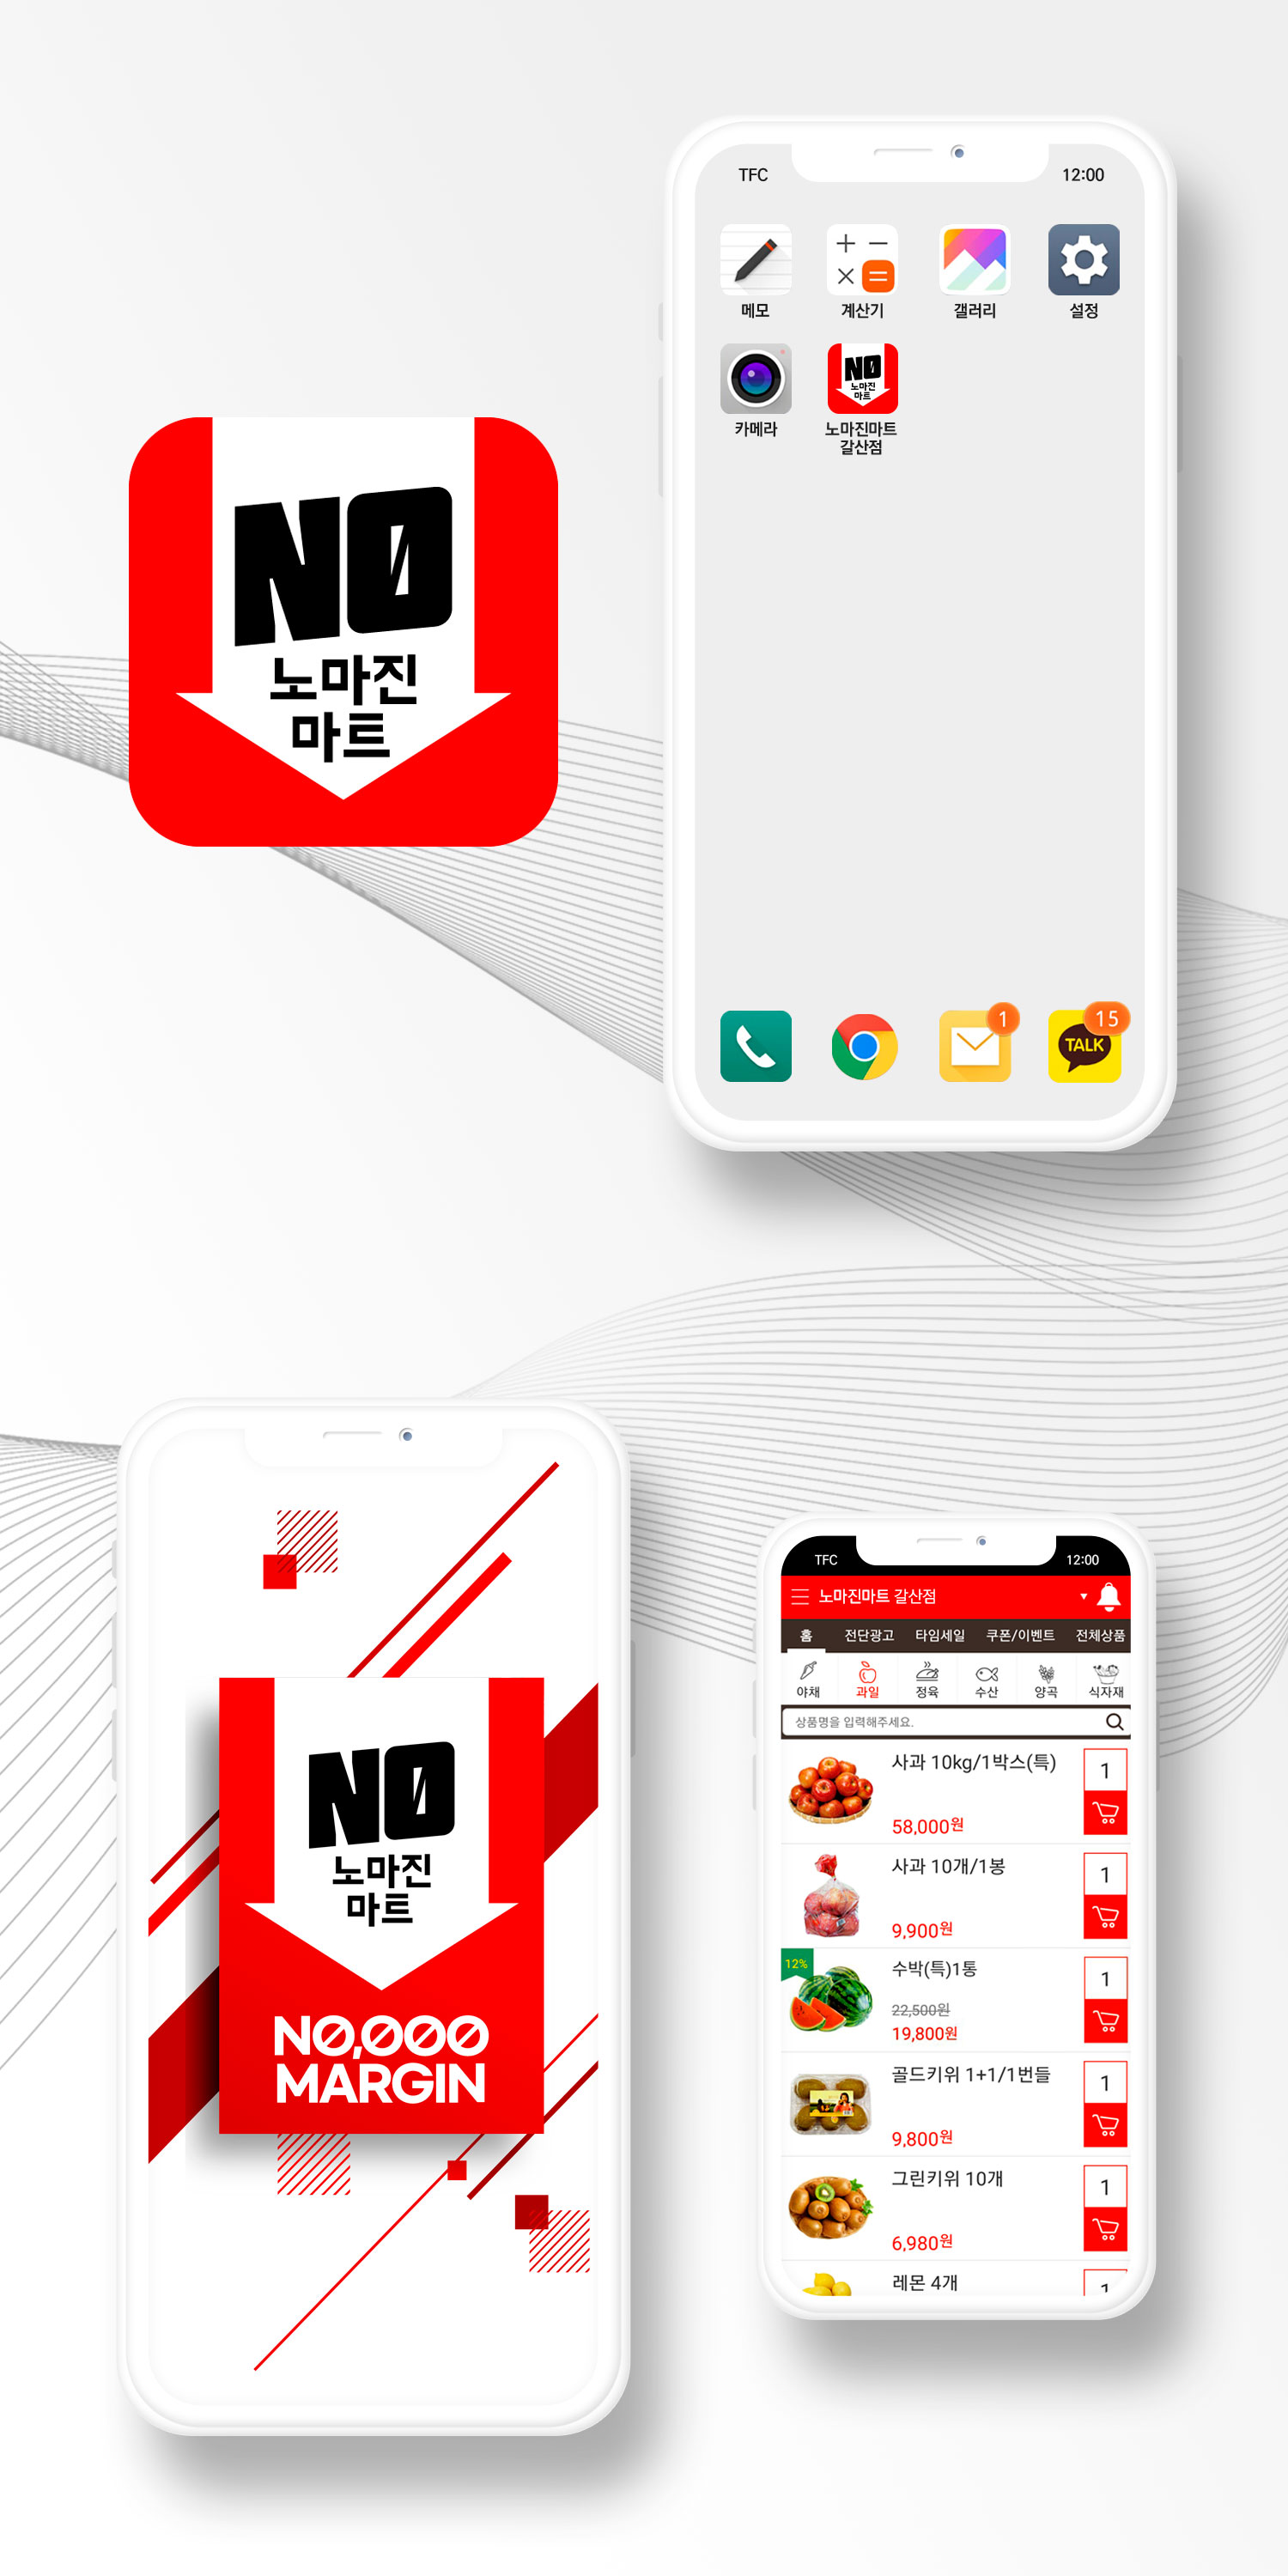 TFC
12:00
메모
계산기
갤러리
설정
NO
노마진
마트
카메라
노마진마트
갈산점
NO
노마진
마트
1
15
TALK
TFC
12:00
노마진마트 갈산점
홈 전단광고 타임세일 쿠폰/이벤트 전체상품
야채 과일 정육 수산 양곡 식자재
상품명을 입력해주세요.
사과 10kg/1박스(특)
1
58,000원
사과 10개/1봉
1
9,900원
12%
수박(특)1통
1
22,500원
19,800원
골드키위 1+1/1번들
1
9,800원
그린키위 10개
1
6,980원
레몬 4개
1
NO
노마진
마트
NO,000
MARGIN